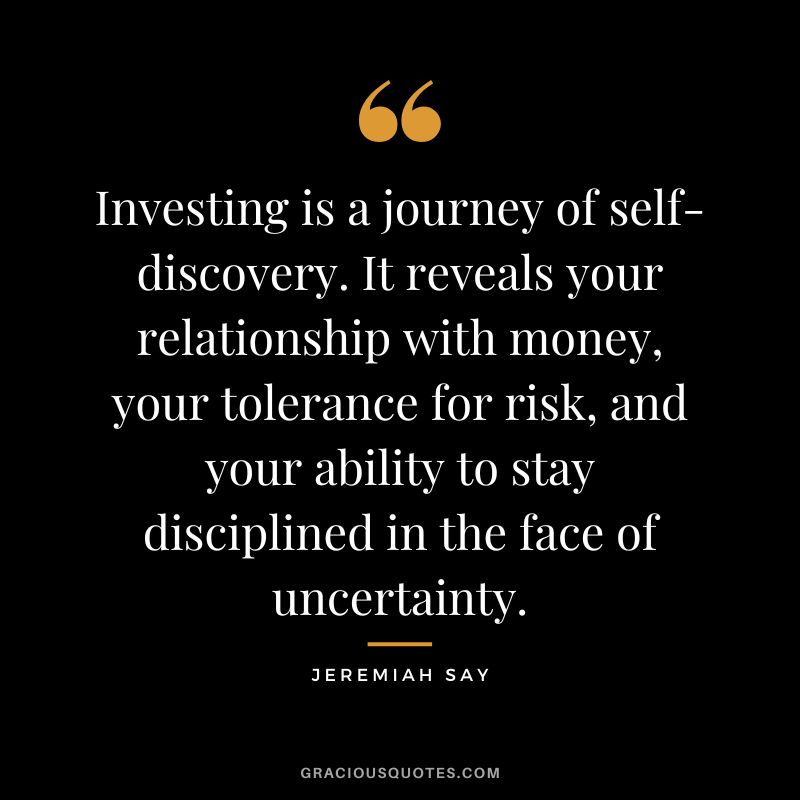 “
Investing is a journey of self-
discovery. It reveals your
relationship with money,
your tolerance for risk, and
your ability to stay
disciplined in the face of
uncertainty.
JEREMIAH SAY
GRACIOUSQUOTES.COM